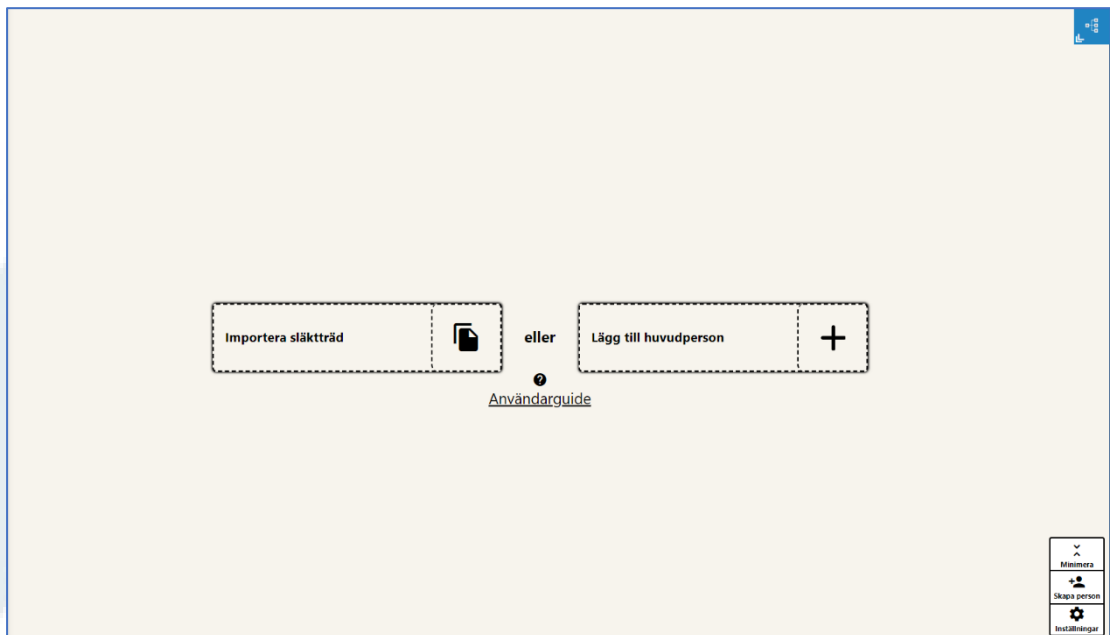 Importera släktträd
eller
Lägg till huvudperson
Användarguide
Minimera
Skapa person
Inställningar